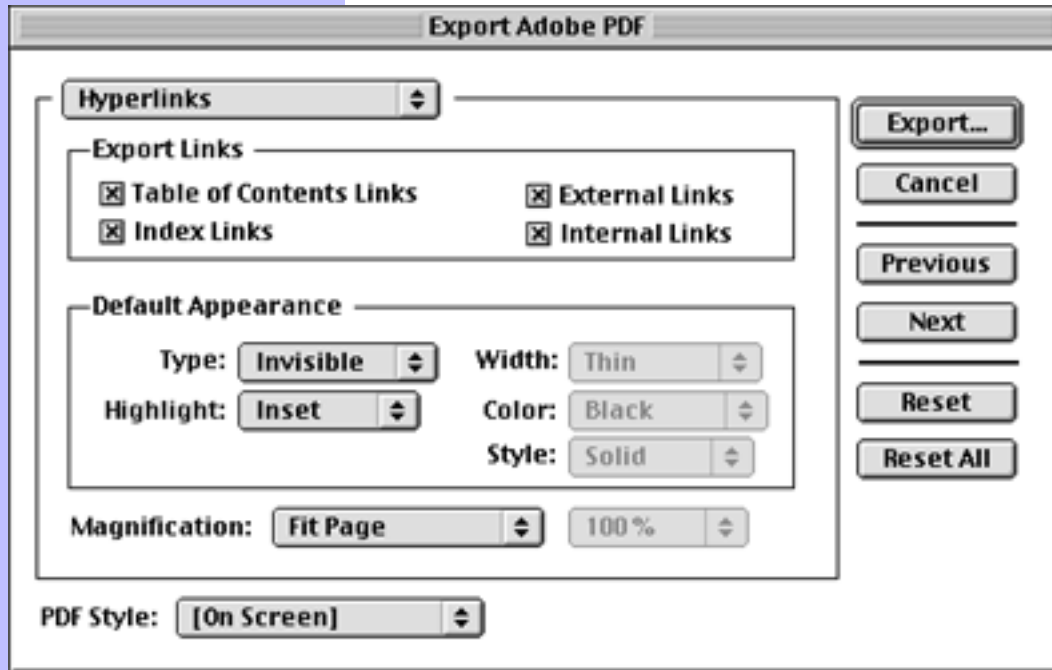 Export Adobe PDF
Hyperlinks
Export Links
Table of Contents Links
External Links
Index Links
Internal Links
Default Appearance
Type: Invisible
Width: Thin
Highlight: Inset
Color: Black
Style: Solid
Magnification: Fit Page
100%
PDF Style: [On Screen]
Export...
Cancel
Previous
Next
Reset
Reset All